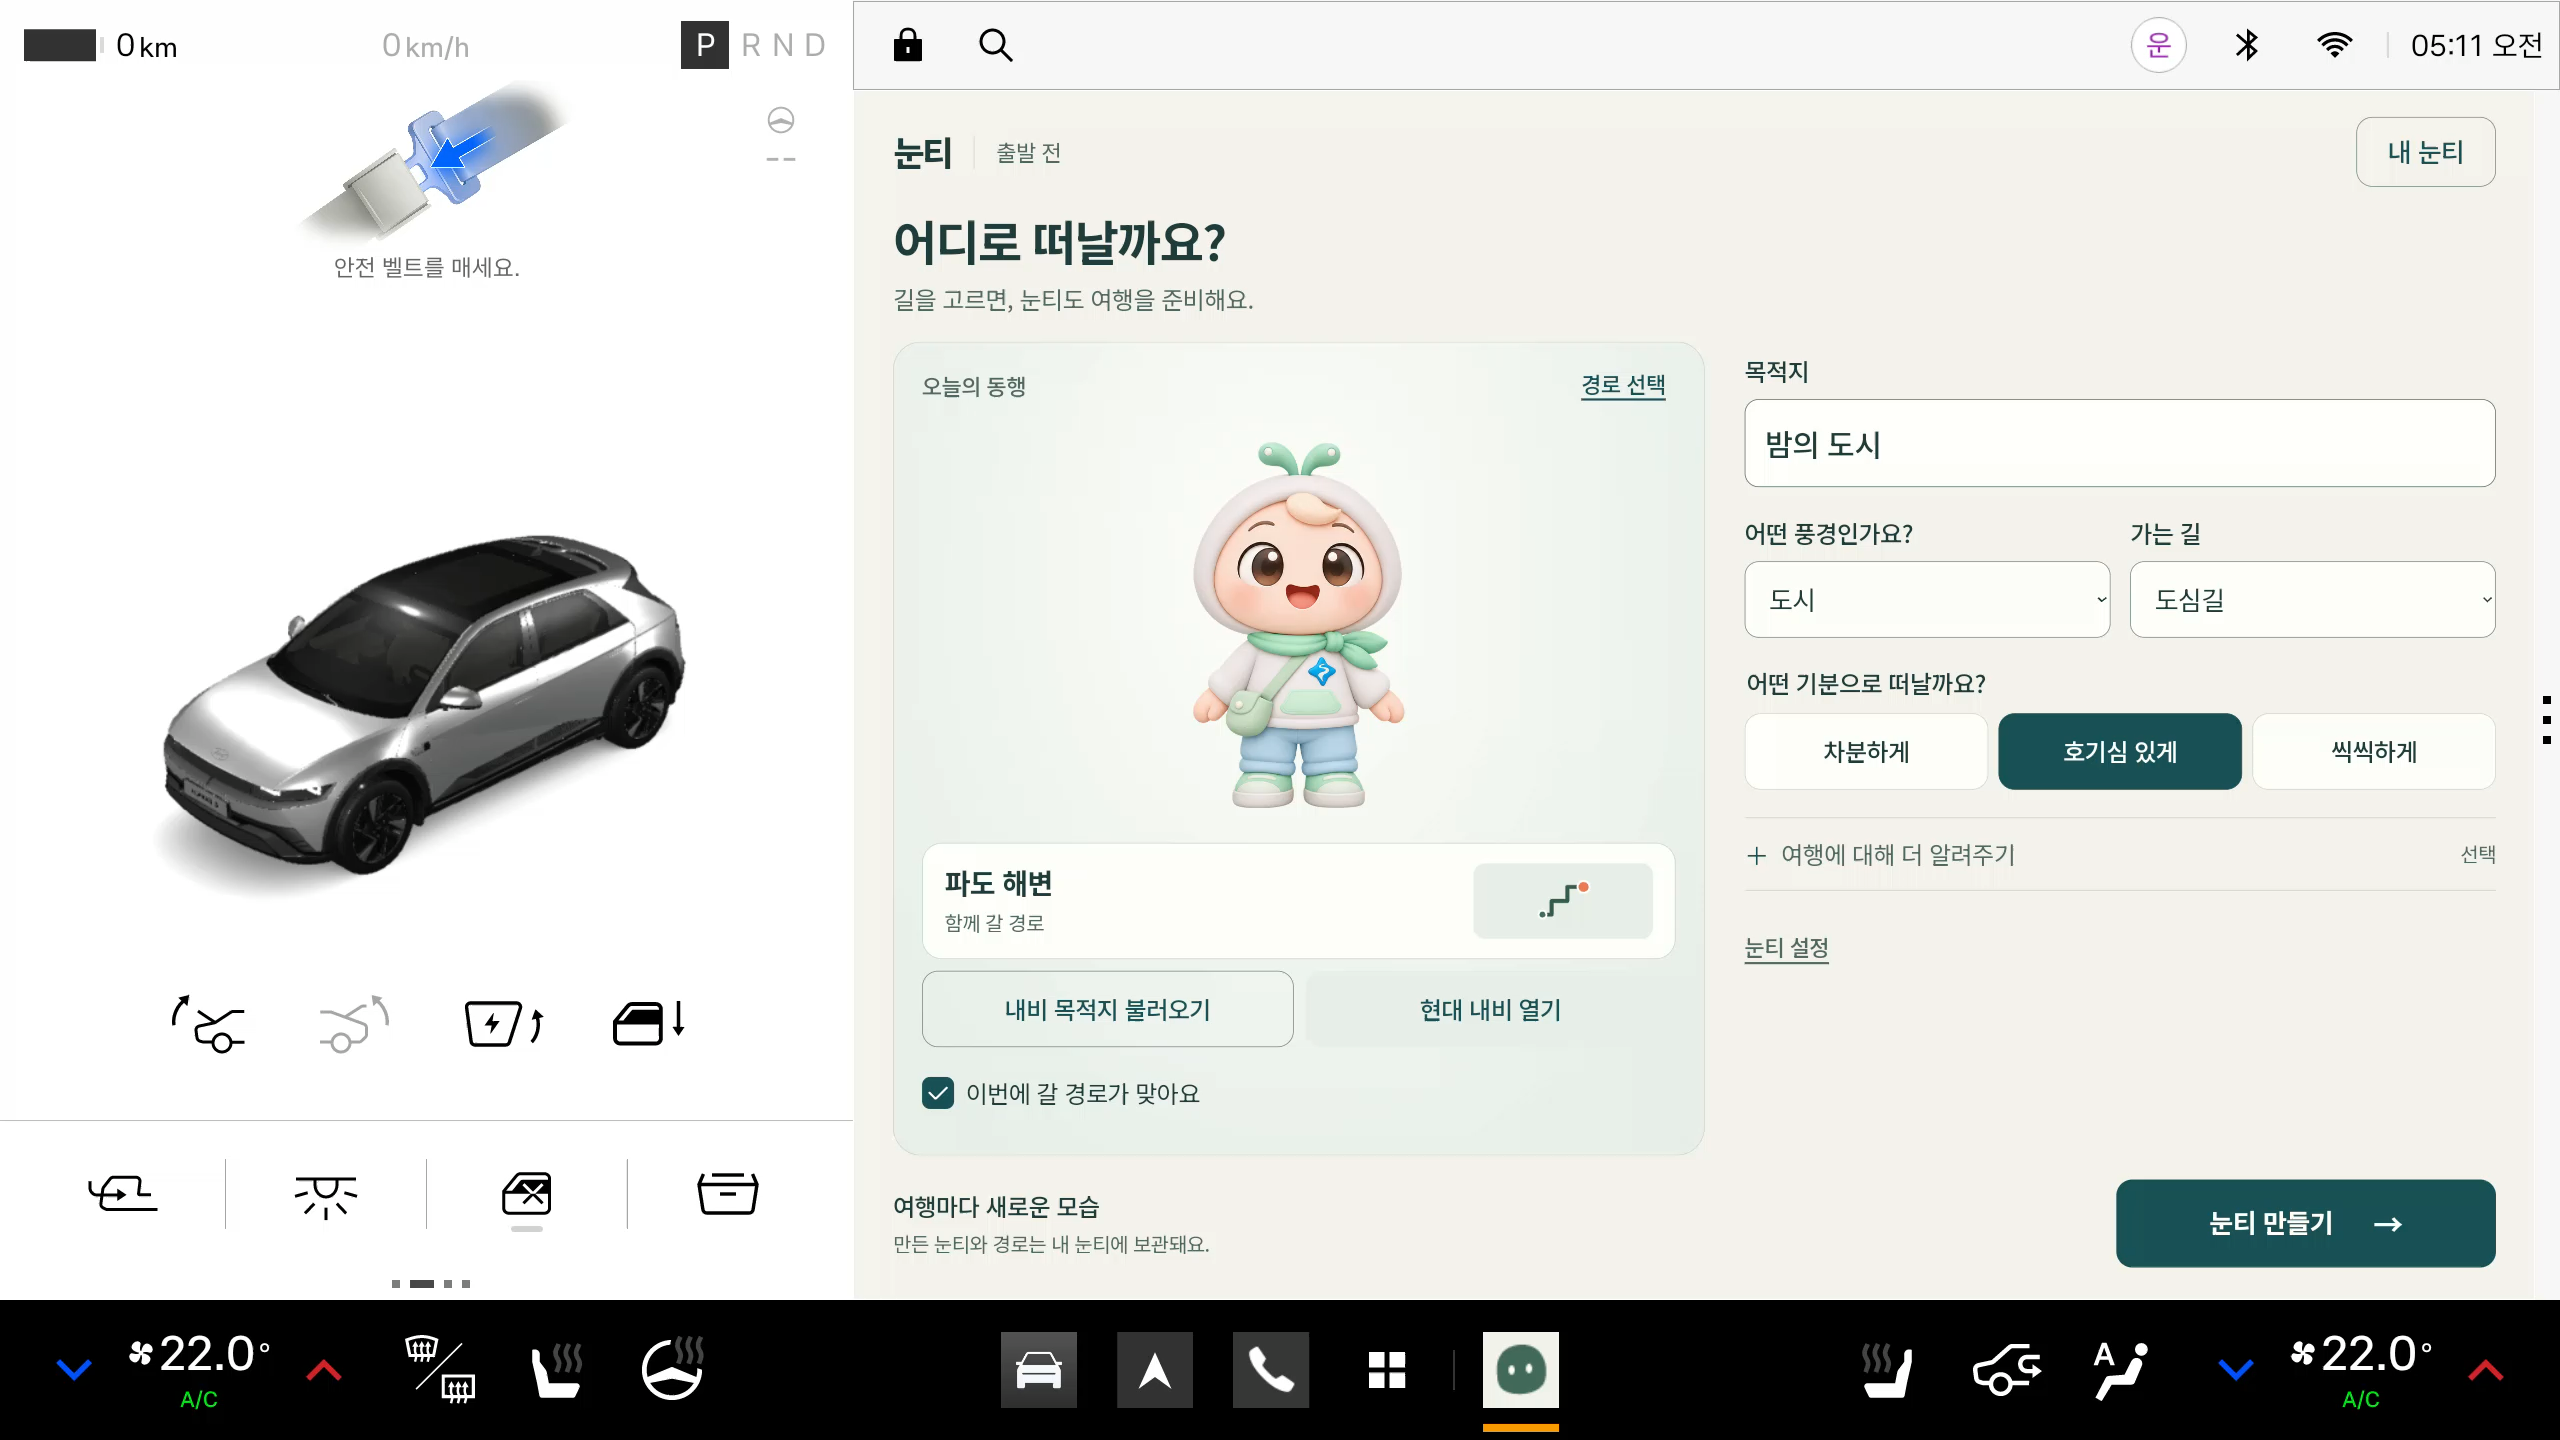 0 km
0 km/h
P R N D
운
05:11 오전
안전 벨트를 매세요.
눈티
출발 전
내 눈티
어디로 떠날까요?
길을 고르면, 눈티도 여행을 준비해요.
오늘의 동행
경로 선택
파도 해변
함께 갈 경로
내비 목적지 불러오기
현대 내비 열기
이번에 갈 경로가 맞아요
목적지
밤의 도시
어떤 풍경인가요?
가는 길
도시
도심길
어떤 기분으로 떠날까요?
차분하게
호기심 있게
씩씩하게
+ 여행에 대해 더 알려주기
선택
눈티 설정
여행마다 새로운 모습
만든 눈티와 경로는 내 눈티에 보관돼요.
눈티 만들기 →
22.0°
A/C
A
22.0°
A/C